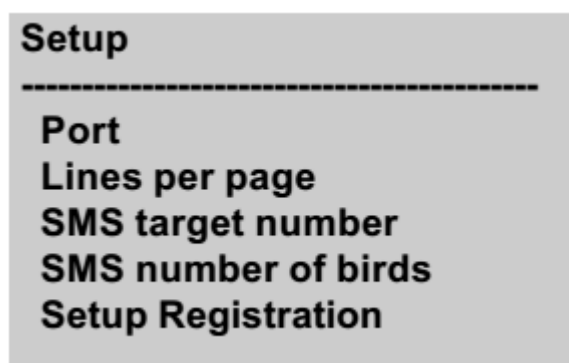 Setup
-------------------------------------------
Port
Lines per page
SMS target number
SMS number of birds
Setup Registration